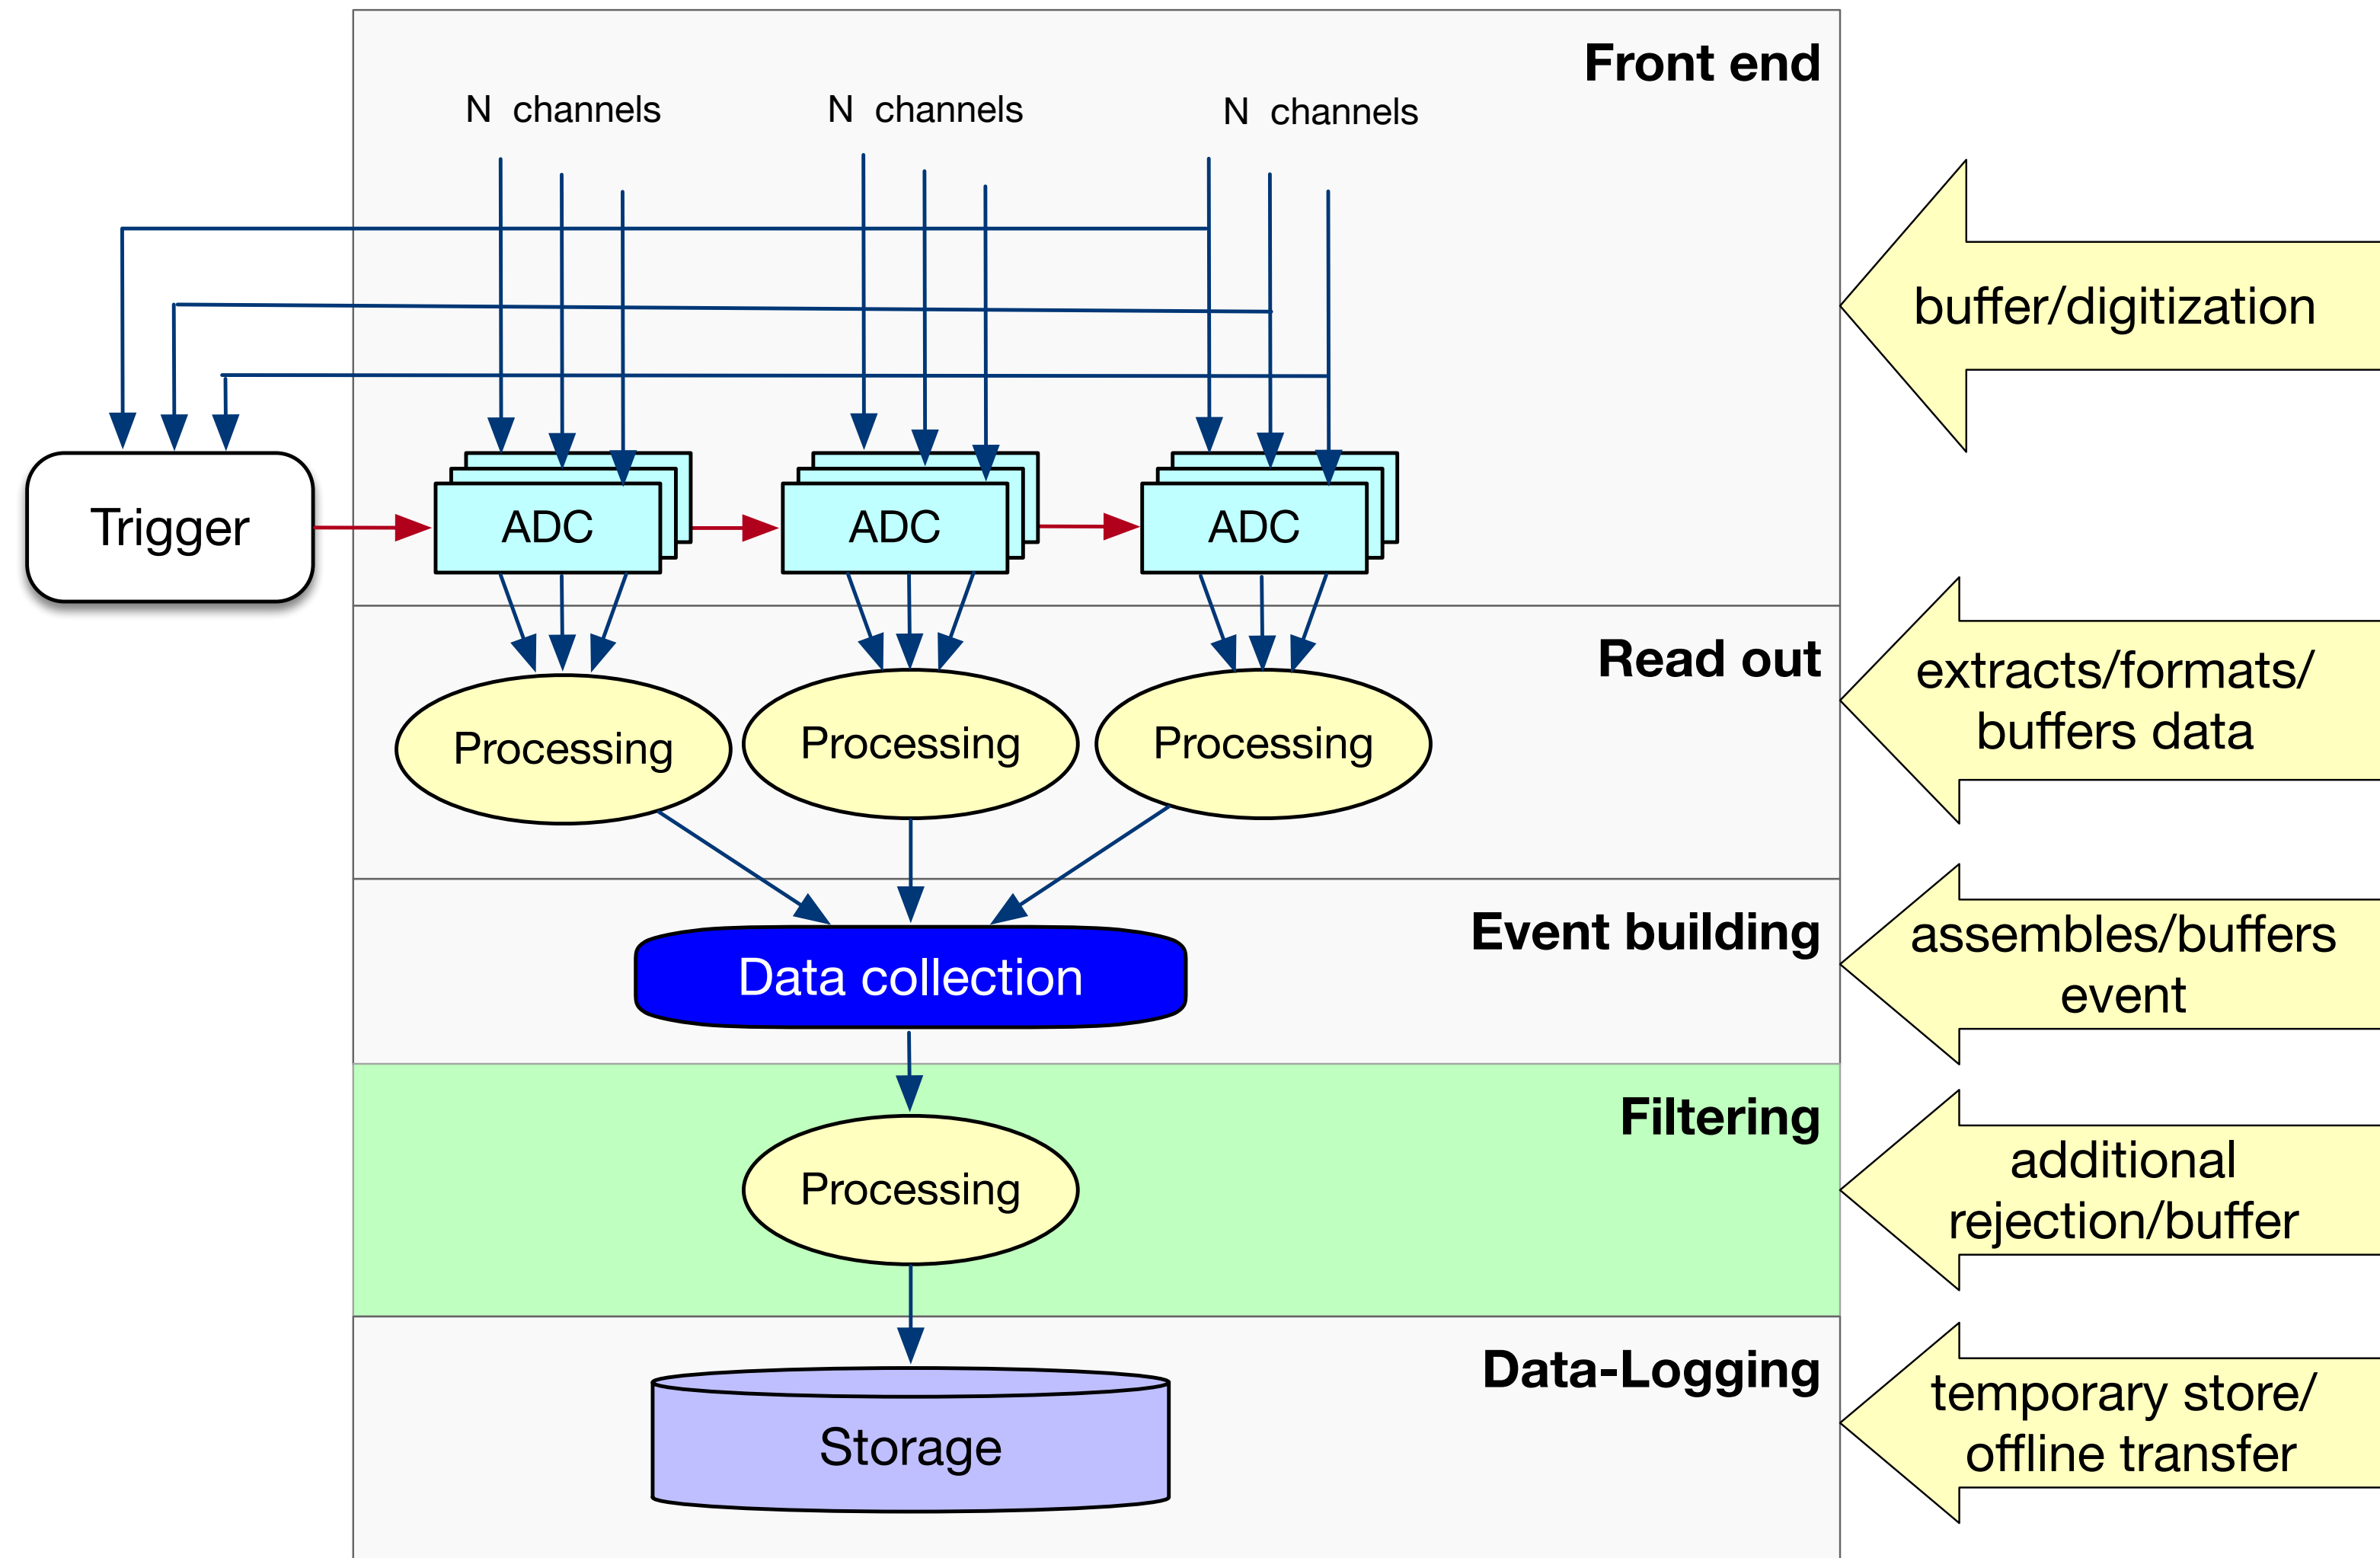 Front end
N channels
N channels
N channels
buffer/digitization
Trigger
ADC
ADC
ADC
Read out
extracts/formats/
buffers data
Processing
Processing
Processing
Event building
assembles/buffers
event
Data collection
Filtering
additional
rejection/buffer
Processing
Data-Logging
temporary store/
offline transfer
Storage